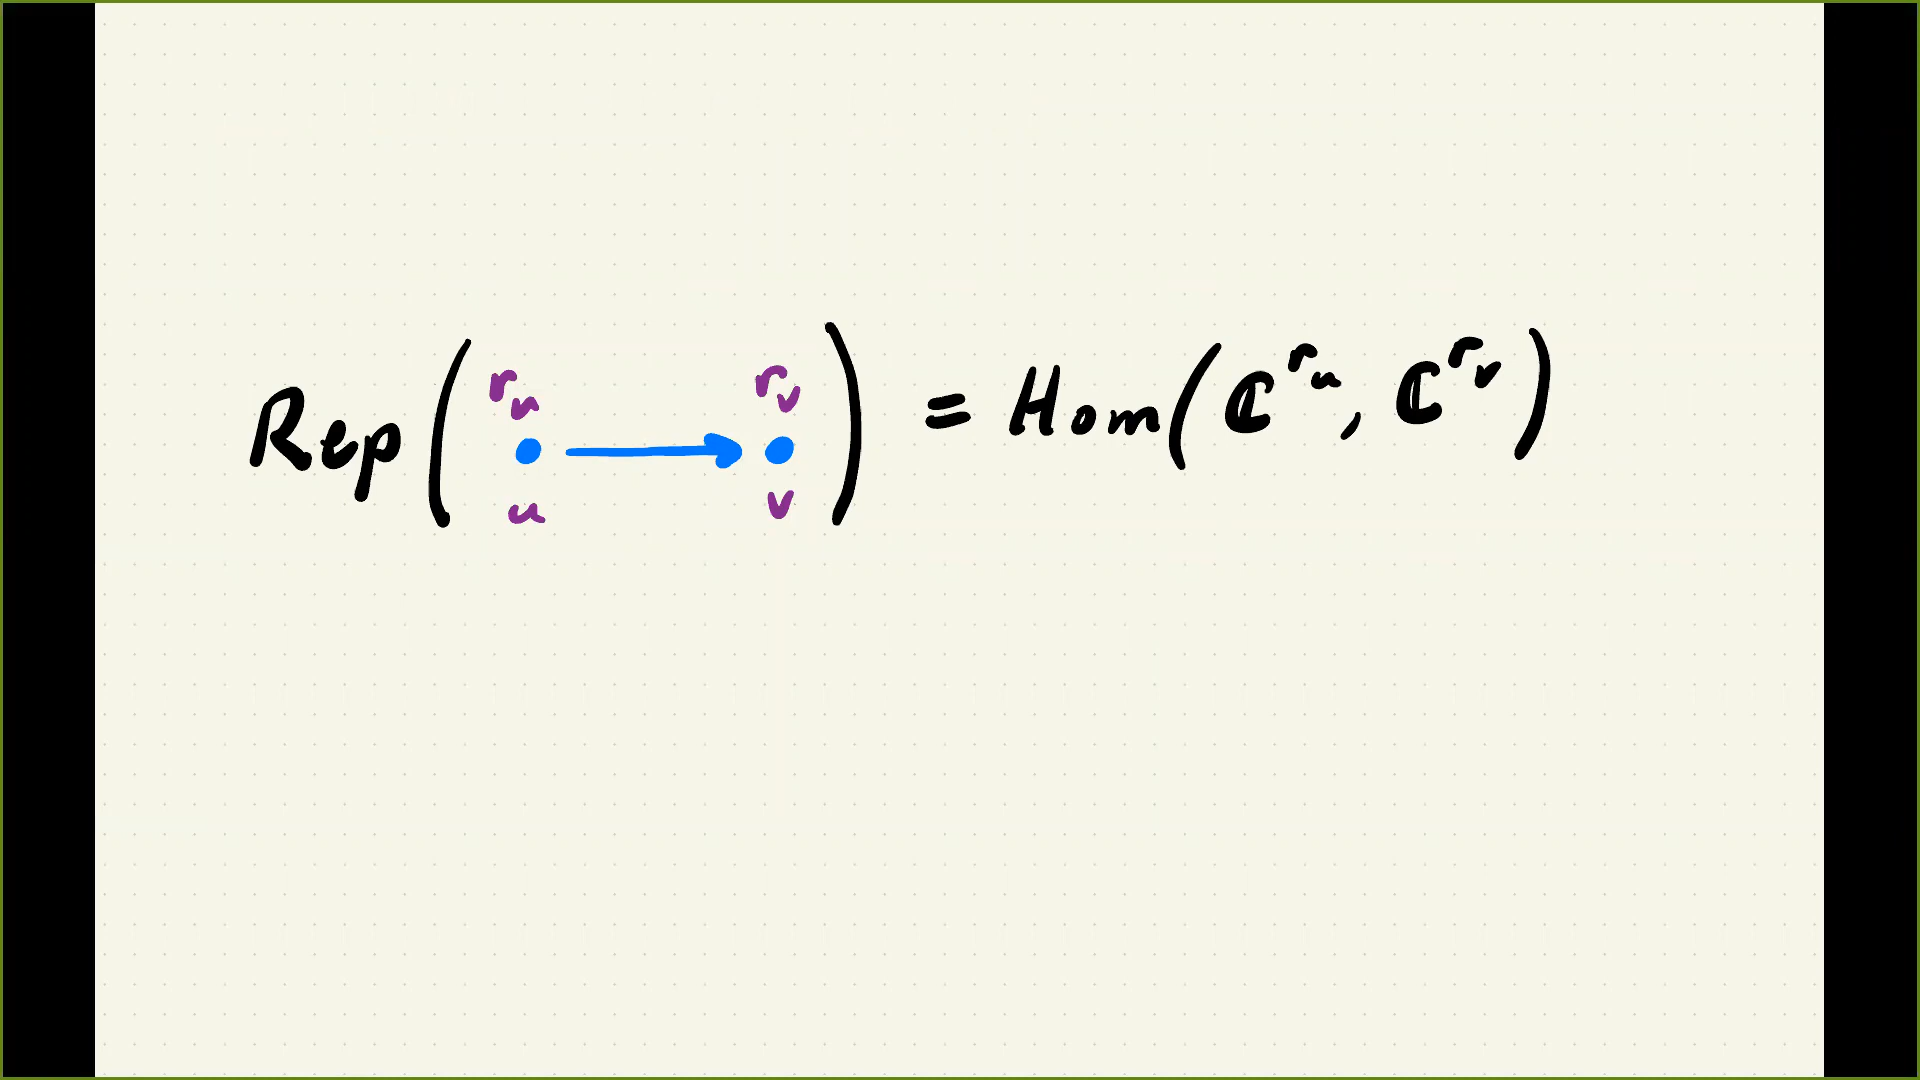 r_u r_v
Rep( • → • ) = Hom(ℂ^{r_u}, ℂ^{r_v})
u v